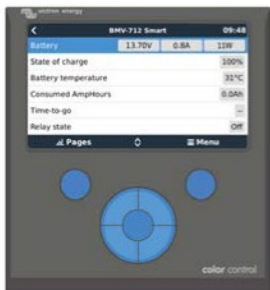 victron energy
BMV-712 Smart 09:48
Battery 13.70V 0.8A 11W
State of charge 100%
Battery temperature 31°C
Consumed AmpHours 0.0Ah
Time-to-go --
Relay state Off
Pages Menu
color control